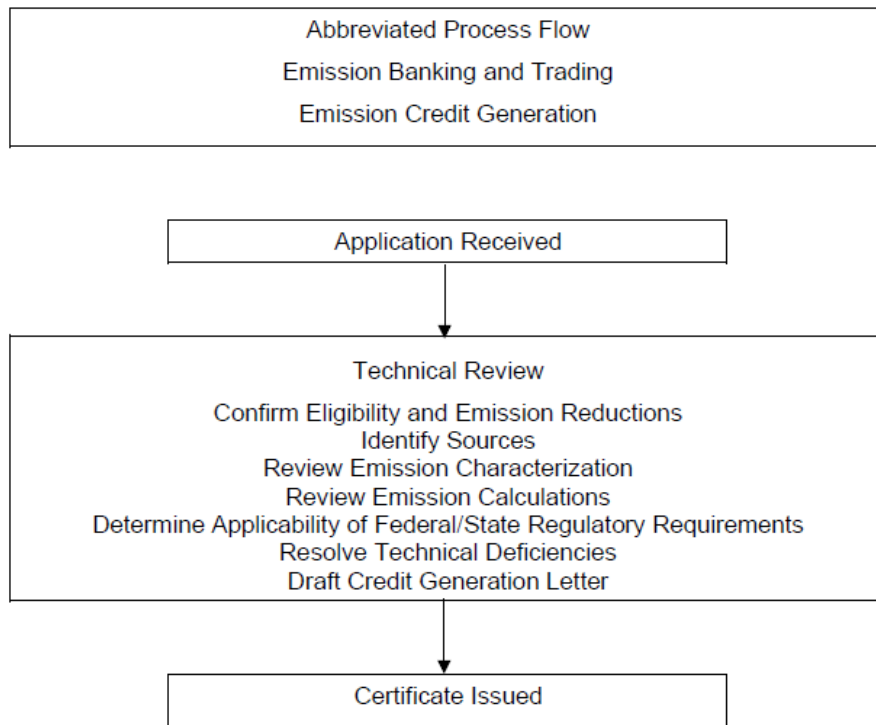 Abbreviated Process Flow
Emission Banking and Trading
Emission Credit Generation
Application Received
Technical Review
Confirm Eligibility and Emission Reductions
Identify Sources
Review Emission Characterization
Review Emission Calculations
Determine Applicability of Federal/State Regulatory Requirements
Resolve Technical Deficiencies
Draft Credit Generation Letter
Certificate Issued